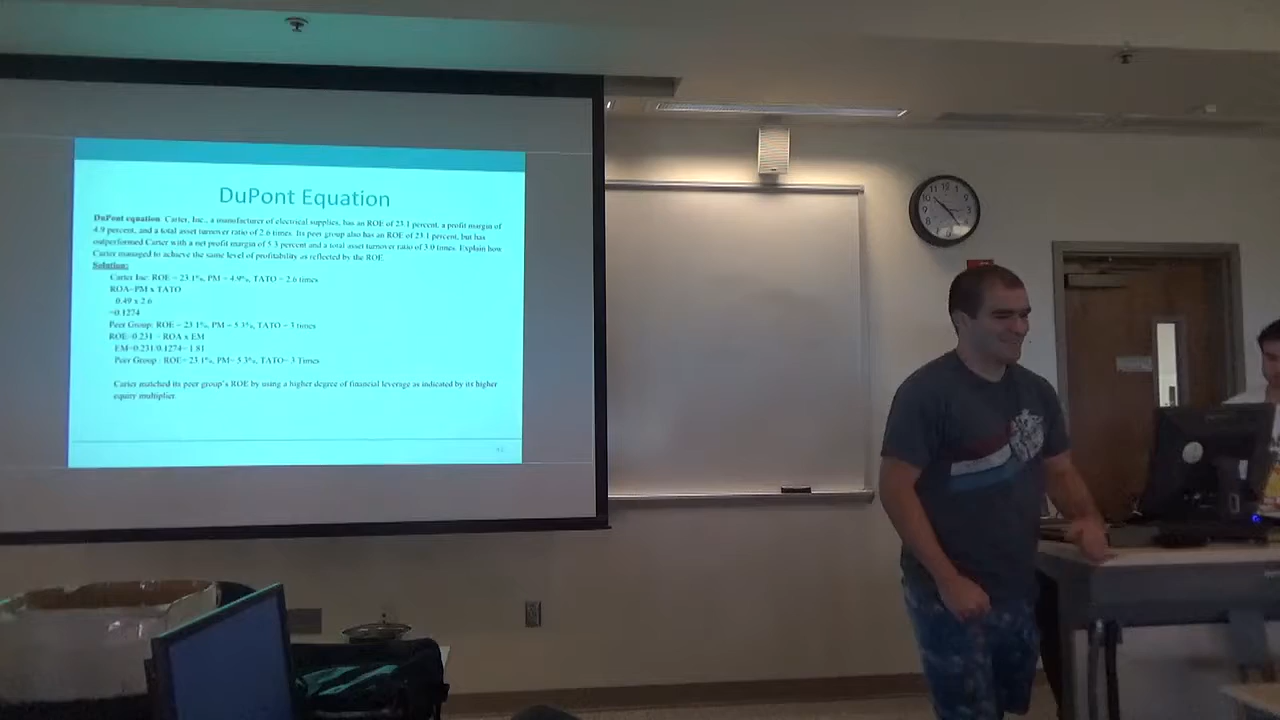 DuPont Equation
DuPont equation Carter, Inc., a manufacturer of electrical supplies, has an ROE of 23.1 percent, a profit margin of
4.9 percent, and a total asset turnover ratio of 2.6 times. Its peer group also has an ROE of 23.1 percent, but has
outperformed Carter with a net profit margin of 5.3 percent and a total asset turnover ratio of 3.0 times. Explain how
Carter managed to achieve the same level of profitability as reflected by the ROE.
Solution:
Carter Inc: ROE = 23.1%, PM = 4.9%, TATO = 2.6 times
ROA=PM x TATO
0.49 x 2.6
=0.1274
Peer Group: ROE = 23.1%, PM = 5.3%, TATO = 3 times
ROE=0.231 = ROA x EM
EM=0.231/0.1274= 1.81
Peer Group : ROE= 23.1%, PM= 5.3%, TATO= 3 Times
Carter matched its peer group's ROE by using a higher degree of financial leverage as indicated by its higher
equity multiplier.